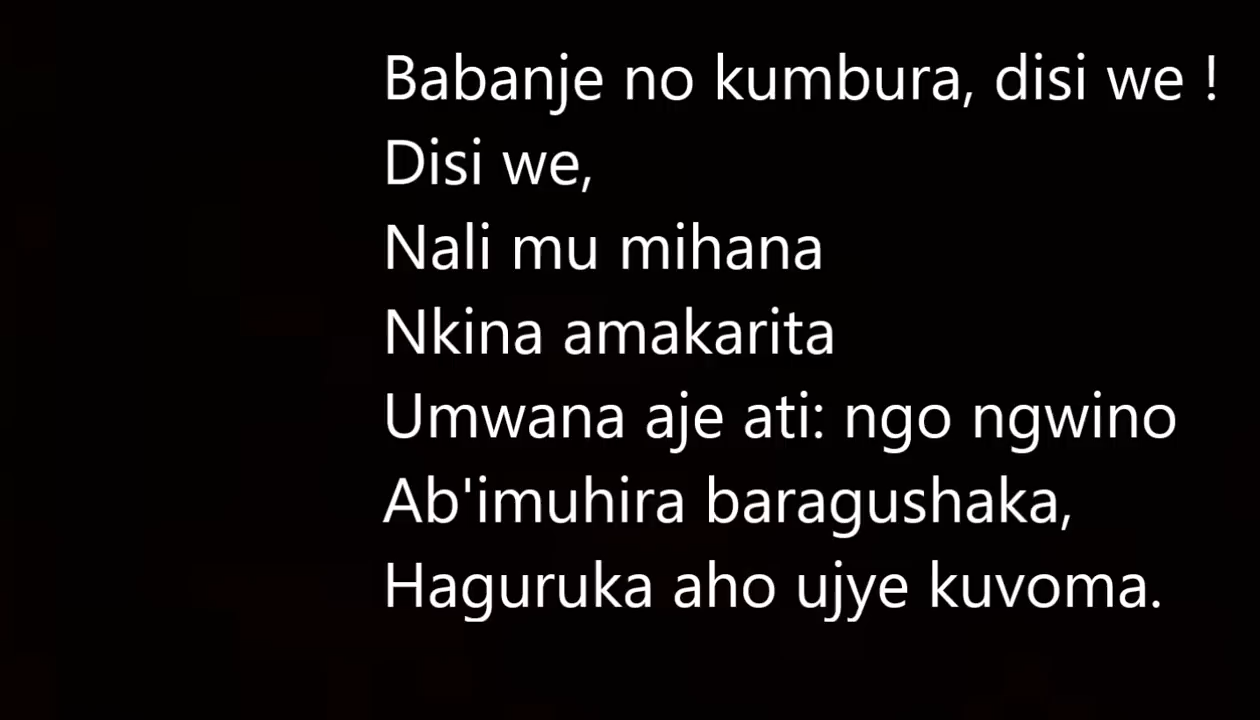 Babanje no kumbura, disi we !
Disi we,
Nali mu mihana
Nkina amakarita
Umwana aje ati: ngo ngwino
Ab'imuhira baragushaka,
Haguruka aho ujye kuvoma.